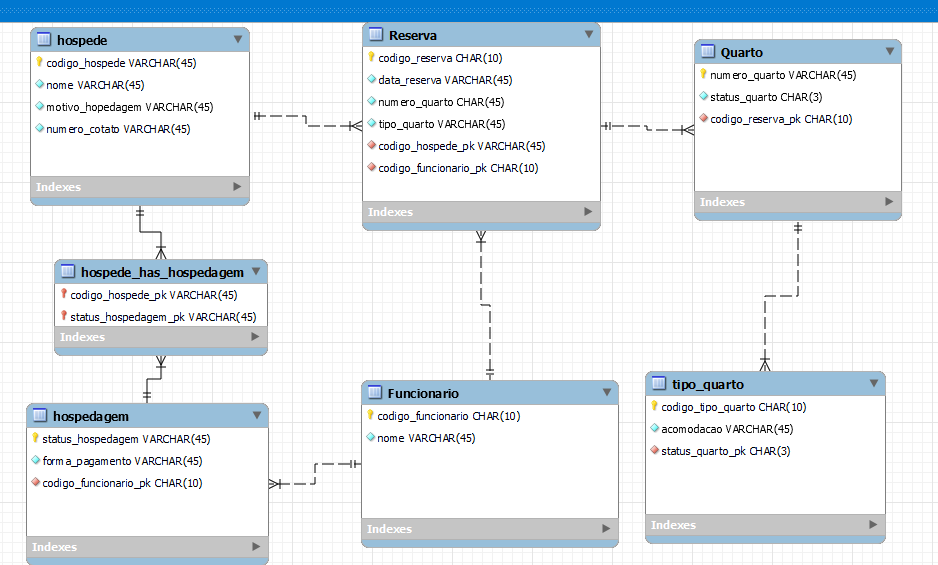 hospede
codigo_hospede VARCHAR(45)
nome VARCHAR(45)
motivo_hopedagem VARCHAR(45)
numero_cotato VARCHAR(45)
Indexes
Reserva
codigo_reserva CHAR(10)
data_reserva VARCHAR(45)
numero_quarto CHAR(45)
tipo_quarto VARCHAR(45)
codigo_hospede_pk VARCHAR(45)
codigo_funcionario_pk CHAR(10)
Indexes
Quarto
numero_quarto VARCHAR(45)
status_quarto CHAR(3)
codigo_reserva_pk CHAR(10)
Indexes
hospede_has_hospedagem
codigo_hospede_pk VARCHAR(45)
status_hospedagem_pk VARCHAR(45)
Indexes
hospedagem
status_hospedagem VARCHAR(45)
forma_pagamento VARCHAR(45)
codigo_funcionario_pk CHAR(10)
Indexes
Funcionario
codigo_funcionario CHAR(10)
nome VARCHAR(45)
Indexes
tipo_quarto
codigo_tipo_quarto CHAR(10)
acomodacao VARCHAR(45)
status_quarto_pk CHAR(3)
Indexes